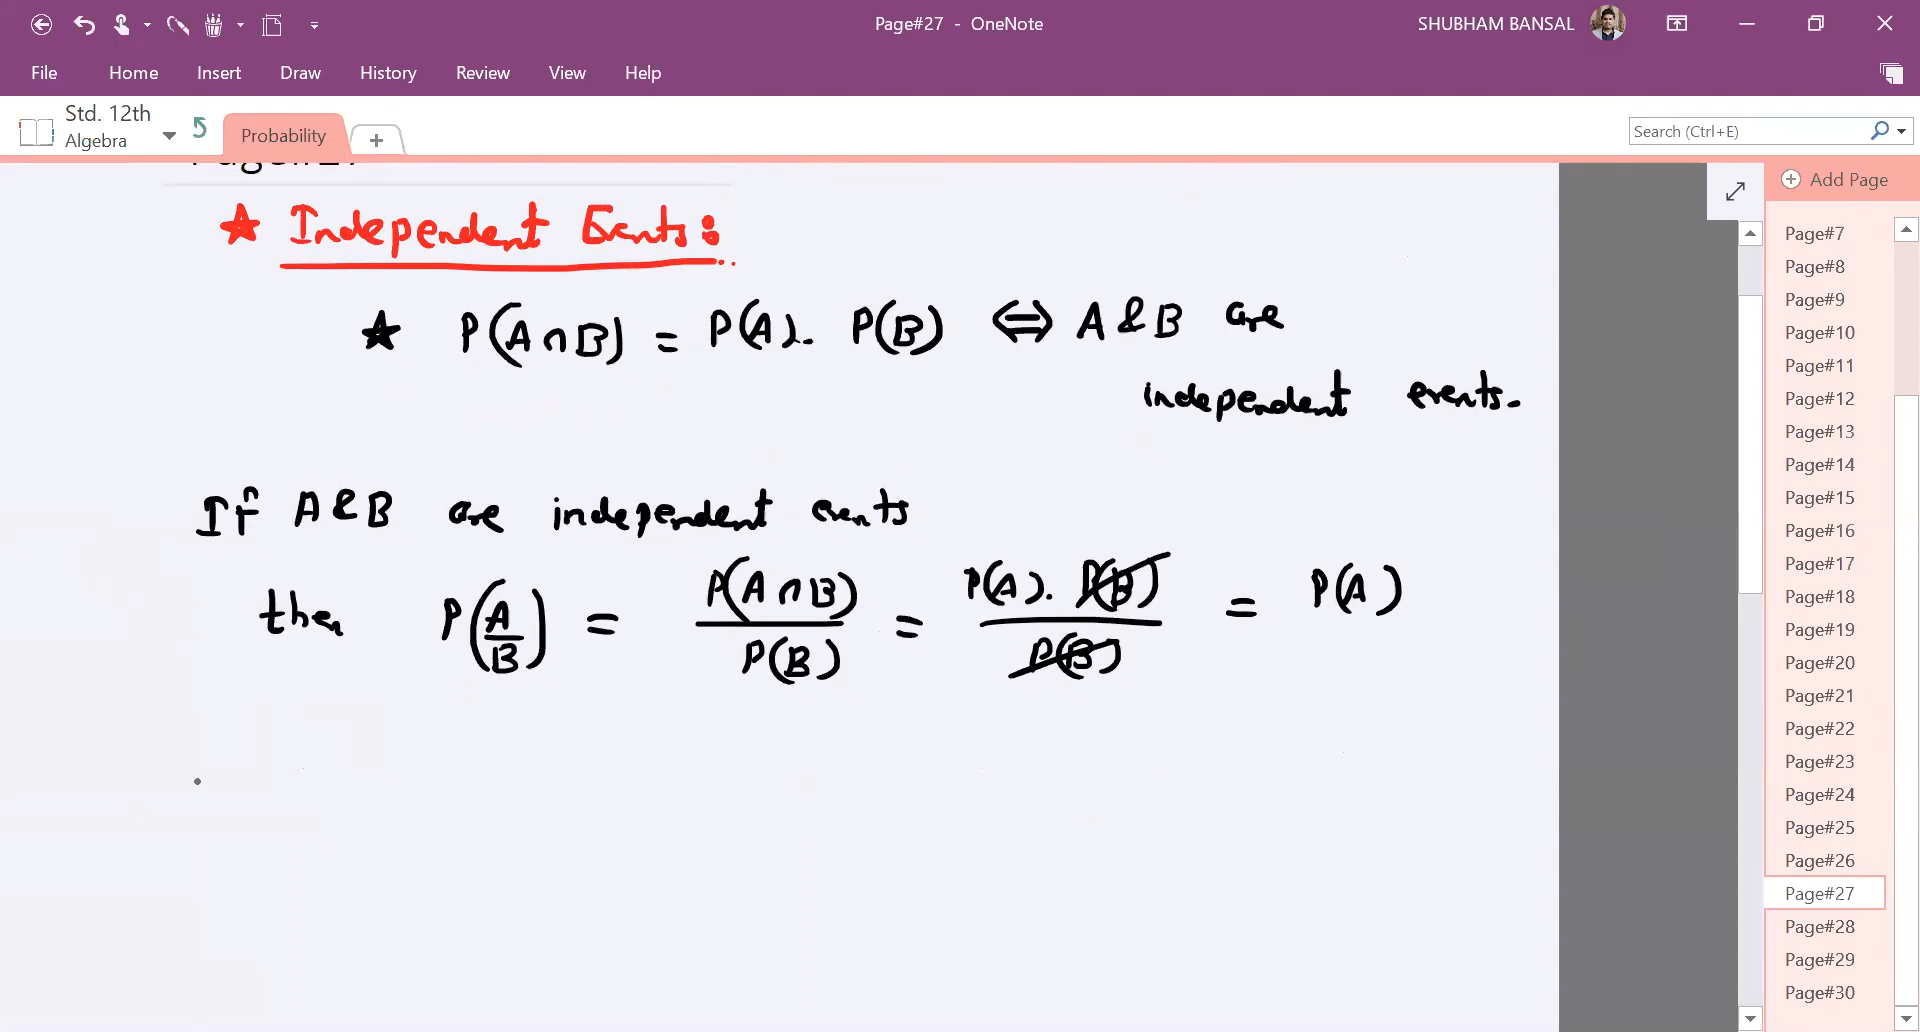 Page#27 - OneNote
SHUBHAM BANSAL
File Home Insert Draw History Review View Help
Std. 12th
Algebra
Probability
Search (Ctrl+E)
Add Page
Page#27
★ Independent Events:
★ P(A∩B) = P(A). P(B) ⇔ A & B are
independent events.
If A & B are independent events
then P(A/B) = P(A∩B)/P(B) = P(A). P(B)/P(B) = P(A)
Page#7
Page#8
Page#9
Page#10
Page#11
Page#12
Page#13
Page#14
Page#15
Page#16
Page#17
Page#18
Page#19
Page#20
Page#21
Page#22
Page#23
Page#24
Page#25
Page#26
Page#27
Page#28
Page#29
Page#30